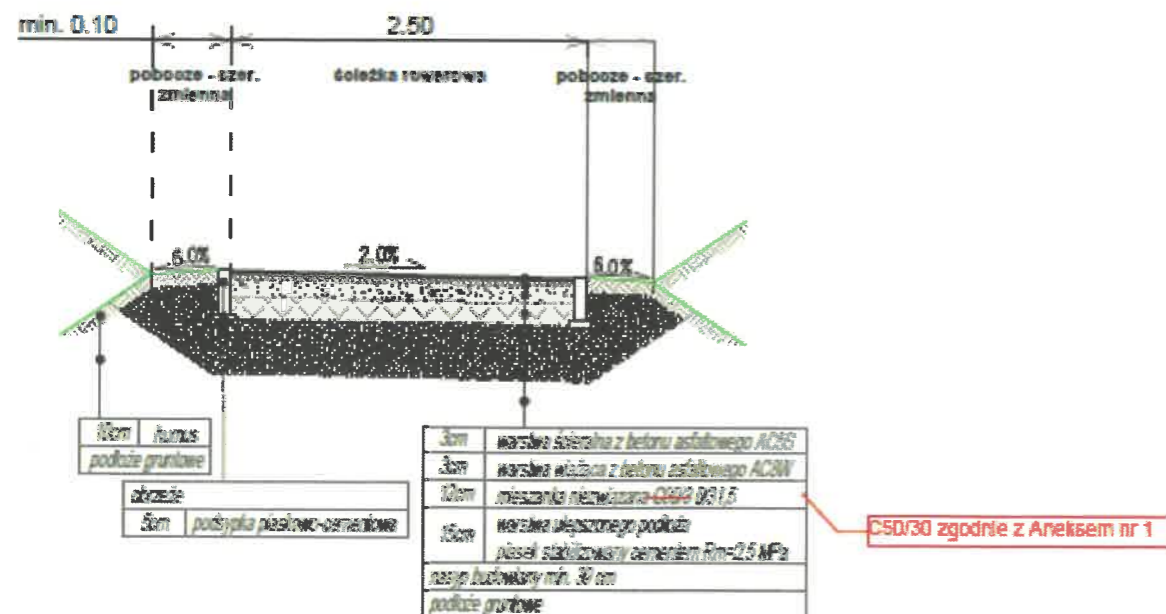 min. 0.10
2.50
pobocze - szer.
zmienna
ścieżka rowerowa
pobocze - szer.
zmienna
6.0%
2.0%
6.0%
10cm humus
podłoże gruntowe
obrzeże
5cm podsypka piaskowo-cementowa
3cm warstwa ścieralna z betonu asfaltowego AC5S
3cm warstwa wiążąca z betonu asfaltowego AC8W
12cm mieszanka niezwiązana 0/31,5
15cm warstwa ulepszonego podłoża
piasek stabilizowany cementem Rm=2,5 MPa
nasyp budowlany min. 30 cm
podłoże gruntowe
C50/30 zgodnie z Aneksem nr 1